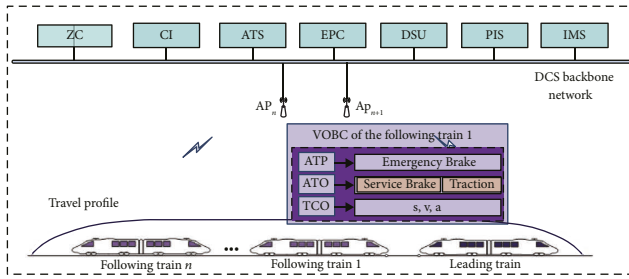 ZC CI ATS EPC DSU PIS IMS
DCS backbone
network
APn Apn+1
VOBC of the following train 1
ATP Emergency Brake
ATO Service Brake Traction
TCO s, v, a
Travel profile
Following train n ... Following train 1 Leading train